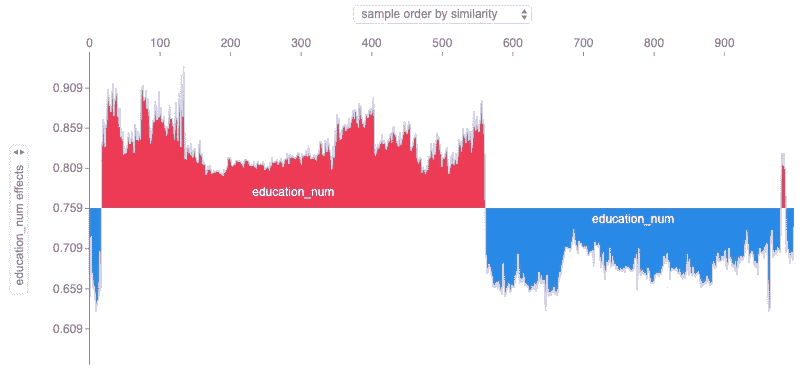 sample order by similarity
0 100 200 300 400 500 600 700 800 900
0.909
0.859
0.809
education_num
0.759
education_num
0.709
0.659
0.609
education_num effects